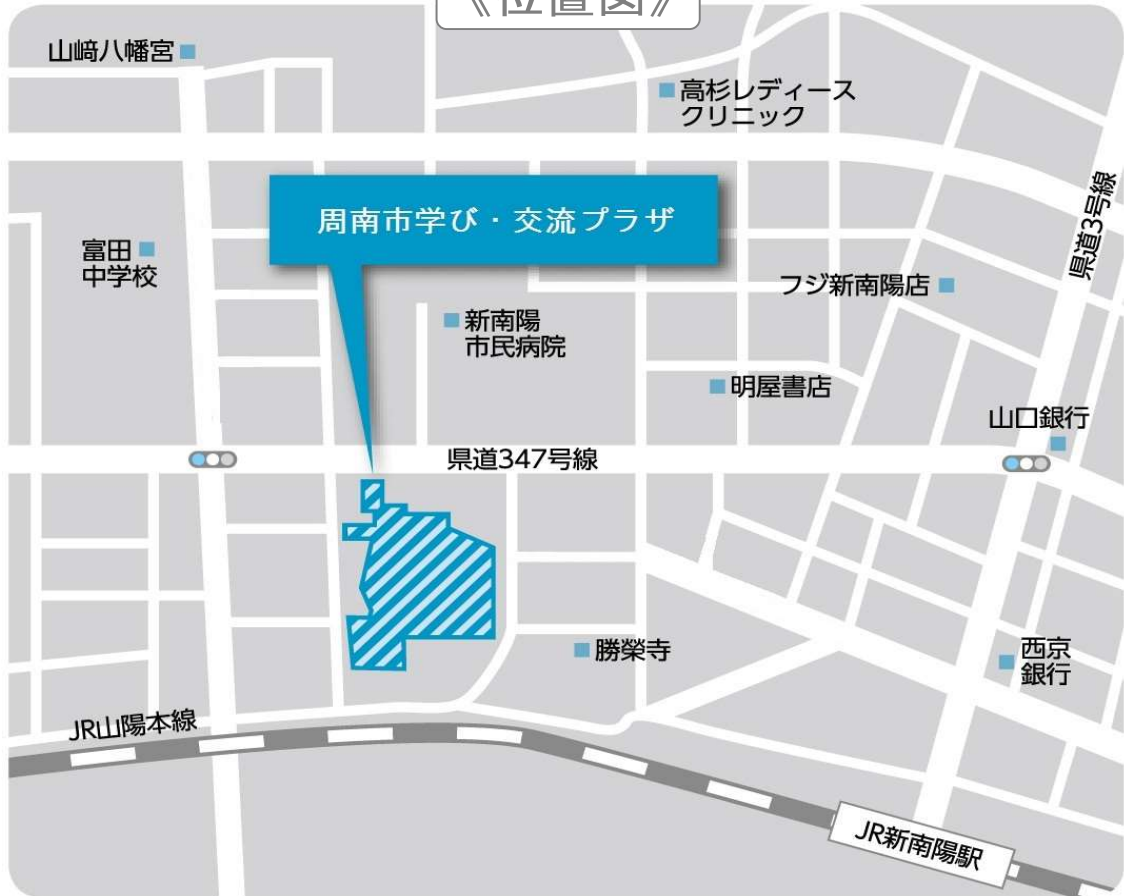 《位置図》
山﨑八幡宮
高杉レディース
クリニック
県道3号線
周南市学び・交流プラザ
富田
中学校
フジ新南陽店
新南陽
市民病院
明屋書店
山口銀行
県道347号線
勝榮寺
西京
銀行
JR山陽本線
JR新南陽駅